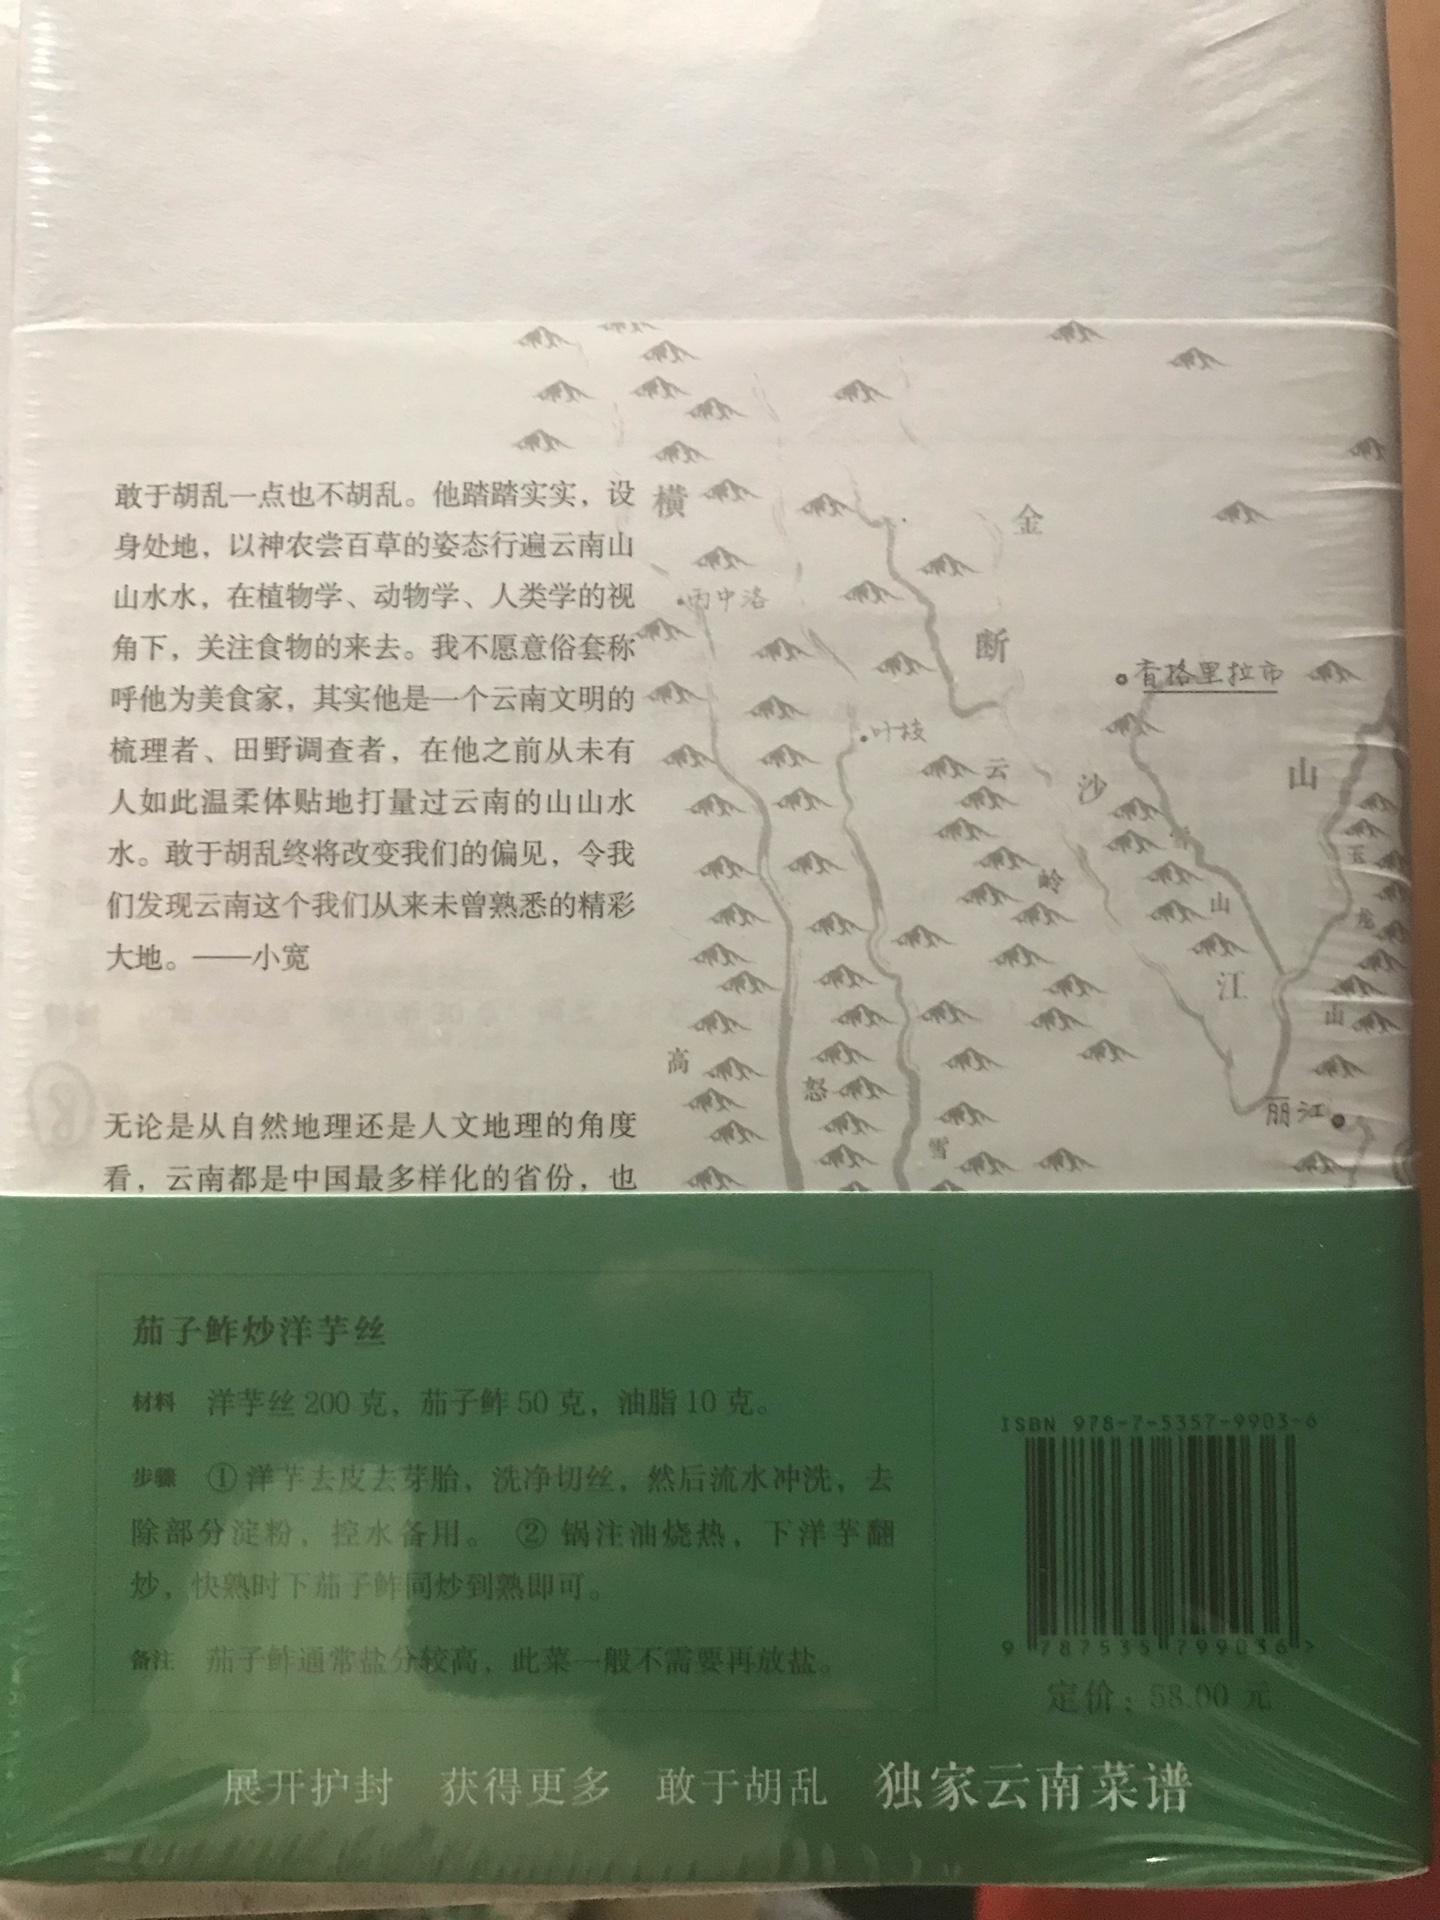 敢于胡乱一点也不胡乱。他踏踏实实，设
身处地，以神农尝百草的姿态行遍云南山
山水水，在植物学、动物学、人类学的视
角下，关注食物的来去。我不愿意俗套称
呼他为美食家，其实他是一个云南文明的
梳理者、田野调查者，在他之前从未有
人如此温柔体贴地打量过云南的山山水
水。敢于胡乱终将改变我们的偏见，令我
们发现云南这个我们从来未曾熟悉的精彩
大地。——小宽
无论是从自然地理还是人文地理的角度
看，云南都是中国最多样化的省份，也
横
金
丙中洛
断
香格里拉市
叶枝
云
沙
山
雪
玉
岭
山
龙
江
山
高
怒
丽江
雪
茄子鲊炒洋芋丝
材料 洋芋丝 200 克，茄子鲊 50 克，油脂 10 克。
步骤 ① 洋芋去皮去芽胎，洗净切丝，然后流水冲洗，去
除部分淀粉，控水备用。 ② 锅注油烧热，下洋芋翻
炒，快熟时下茄子鲊同炒到熟即可。
备注 茄子鲊通常盐分较高，此菜一般不需要再放盐。
ISBN 978-7-5357-9903-6
9 787535 799036 >
定价：58.00 元
展开护封 获得更多 敢于胡乱 独家云南菜谱